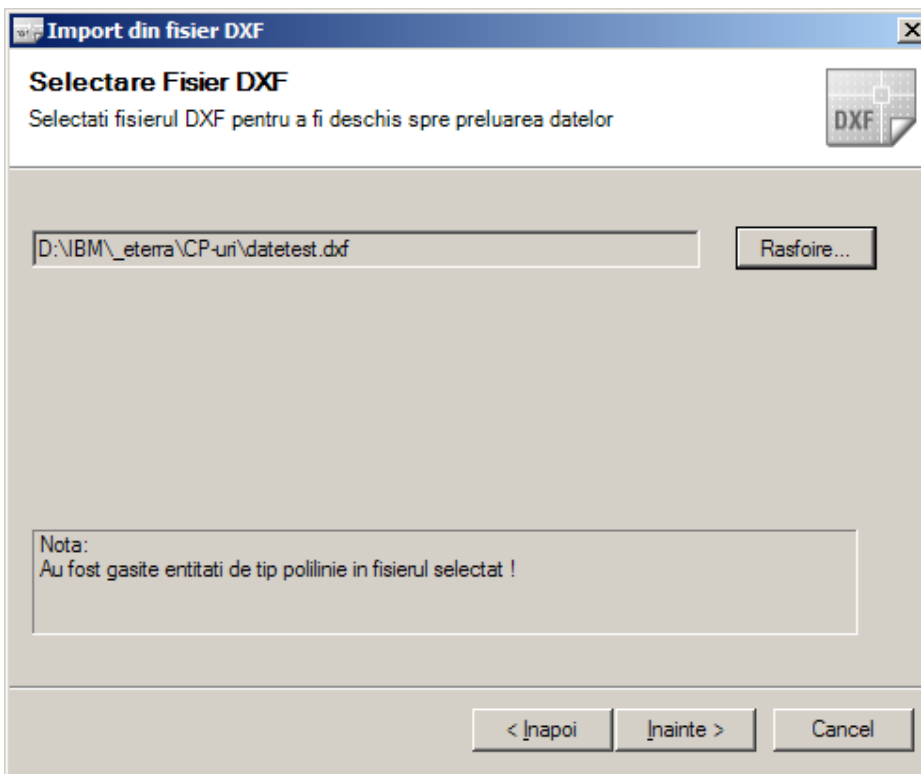 Import din fisier DXF
Selectare Fisier DXF
Selectati fisierul DXF pentru a fi deschis spre preluarea datelor
DXF
D:\IBM\_eterra\CP-uri\datetest.dxf
Rasfoire...
Nota:
Au fost gasite entitati de tip polilinie in fisierul selectat !
< Inapoi
Inainte >
Cancel